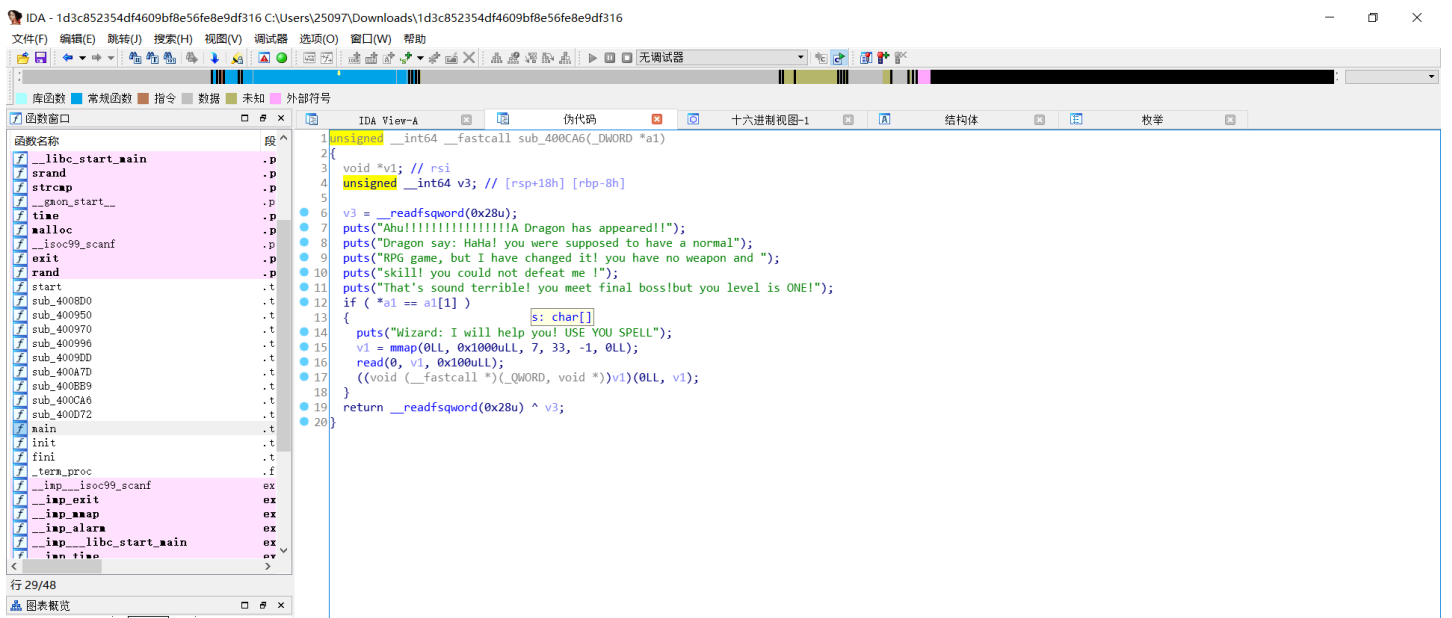 IDA - 1d3c852354df4609bf8e56fe8e9df316 C:\Users\25097\Downloads\1d3c852354df4609bf8e56fe8e9df316
文件(F) 编辑(E) 跳转(J) 搜索(H) 视图(V) 调试器 选项(O) 窗口(W) 帮助
无调试器
库函数 常规函数 指令 数据 未知 外部符号
函数窗口
IDA View-A 伪代码 十六进制视图-1 结构体 枚举
函数名称 段
__libc_start_main .p
srand .p
strcmp .p
__gmon_start__ .p
time .p
malloc .p
__isoc99_scanf .p
exit .p
rand .p
start .t
sub_4008D0 .t
sub_400950 .t
sub_400970 .t
sub_400996 .t
sub_4009DD .t
sub_400A7D .t
sub_400BB9 .t
sub_400CA6 .t
sub_400D72 .t
main .t
init .t
fini .t
_term_proc .f
__imp___isoc99_scanf ex
__imp_exit ex
__imp_mmap ex
__imp_alarm ex
__imp___libc_start_main ex
__imp_time ex
行 29/48
图表概览
1 unsigned __int64 __fastcall sub_400CA6(_DWORD *a1)
2 {
3 void *v1; // rsi
4 unsigned __int64 v3; // [rsp+18h] [rbp-8h]
5
6 v3 = __readfsqword(0x28u);
7 puts("Ahu!!!!!!!!!!!!!!!!A Dragon has appeared!!");
8 puts("Dragon say: HaHa! you were supposed to have a normal");
9 puts("RPG game, but I have changed it! you have no weapon and ");
10 puts("skill! you could not defeat me !");
11 puts("That's sound terrible! you meet final boss!but you level is ONE!");
12 if ( *a1 == a1[1] )
13 {
s: char[]
14 puts("Wizard: I will help you! USE YOU SPELL");
15 v1 = mmap(0LL, 0x1000uLL, 7, 33, -1, 0LL);
16 read(0, v1, 0x100uLL);
17 ((void (__fastcall *)(_QWORD, void *))v1)(0LL, v1);
18 }
19 return __readfsqword(0x28u) ^ v3;
20 }